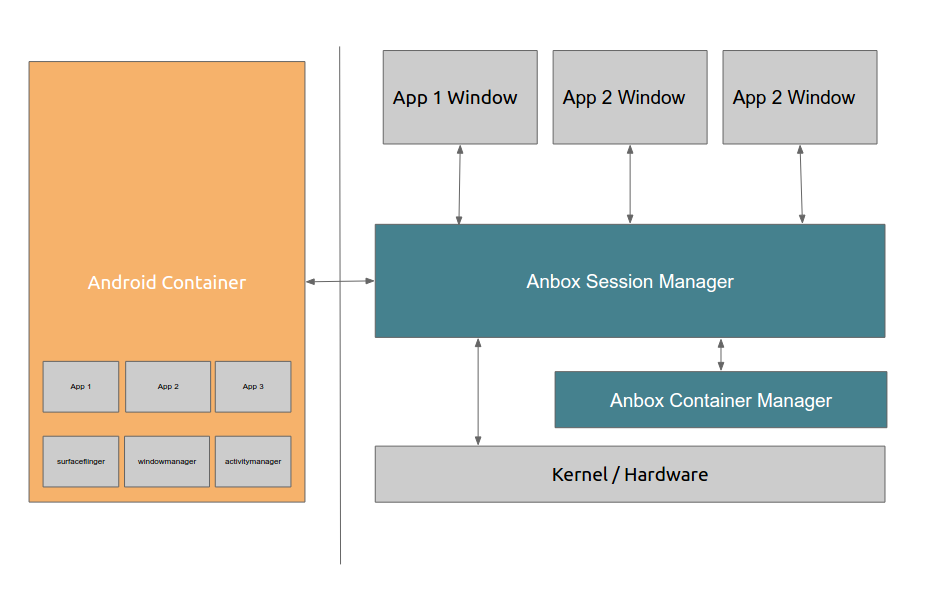 App 1 Window
App 2 Window
App 2 Window
Android Container
Anbox Session Manager
App 1
App 2
App 3
Anbox Container Manager
surfaceflinger
windowmanager
activitymanager
Kernel / Hardware